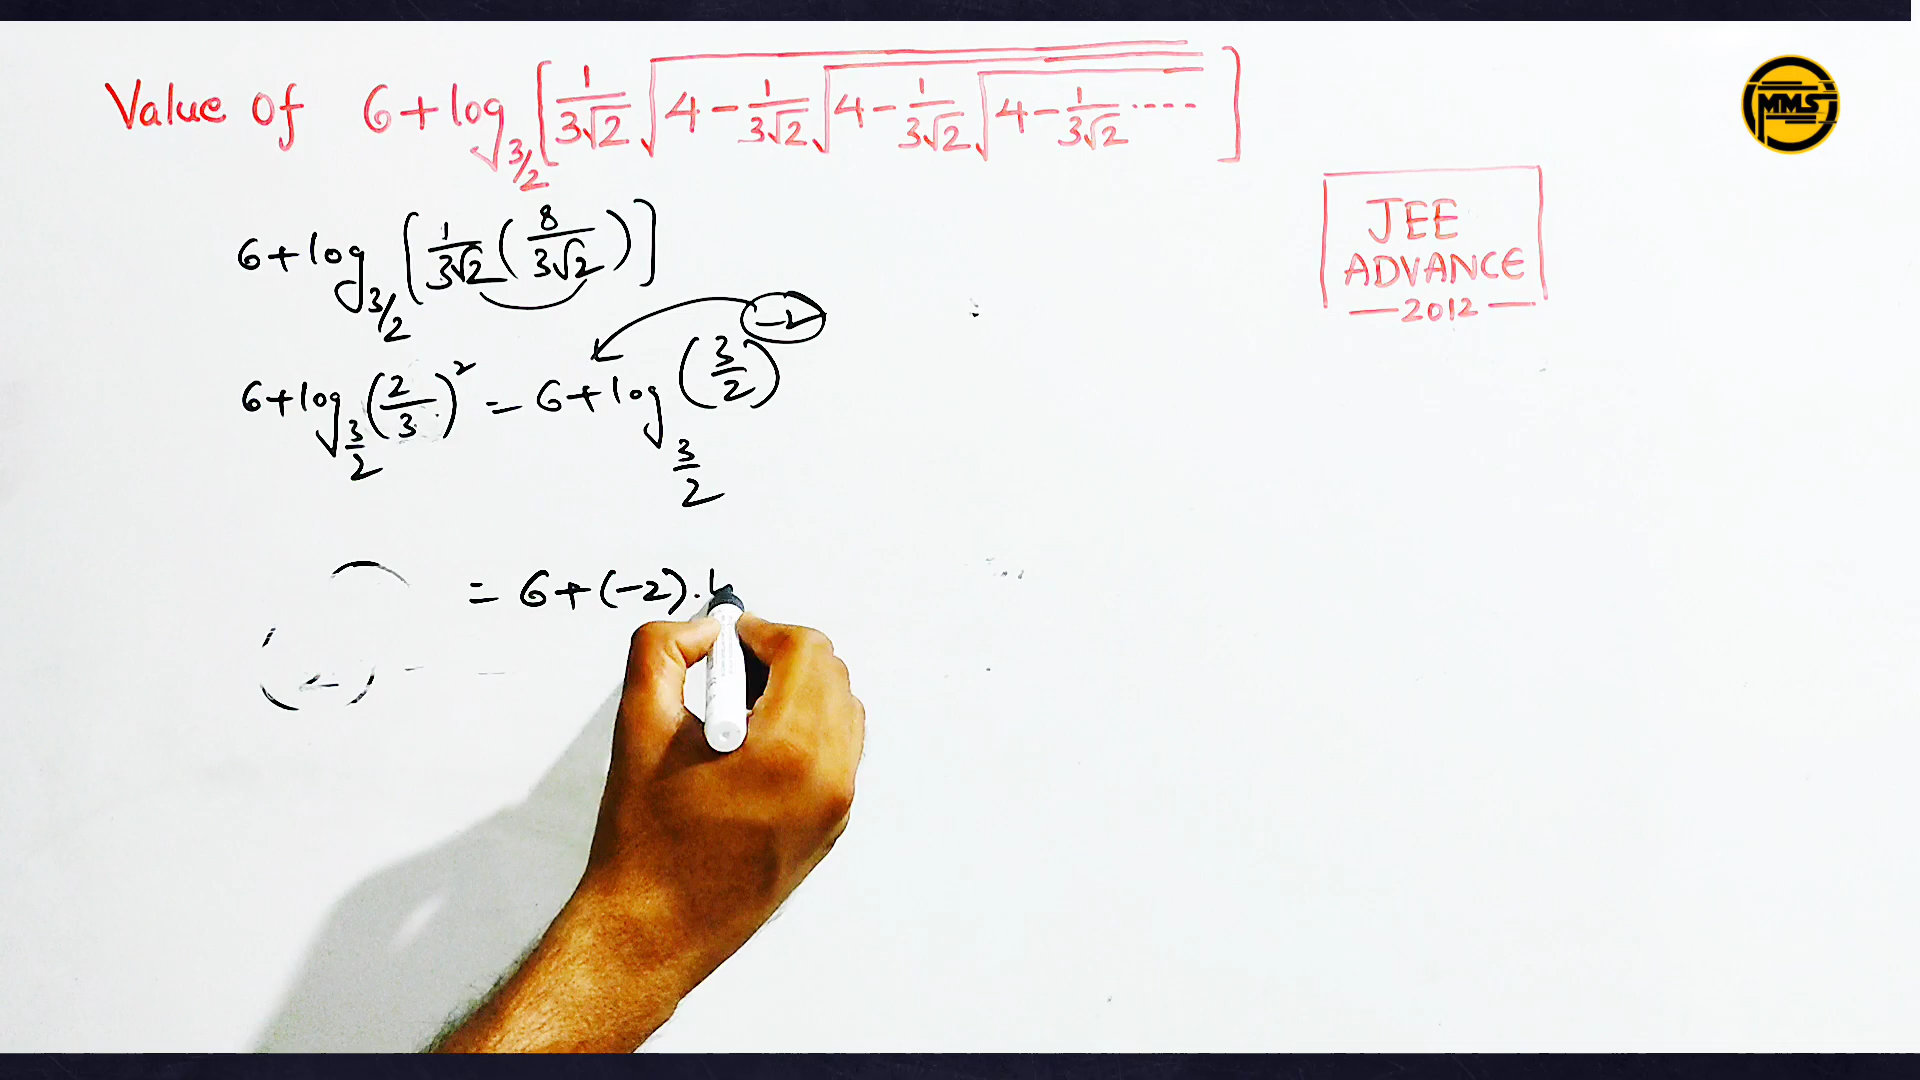 Value of 6+log_{3/2}[1/3√2 √4-1/3√2 √4-1/3√2 √4-1/3√2 ....]
MMS
JEE
ADVANCE
—2012—
6+log_{3/2}[1/3√2 (8/3√2)]
6+log_{3/2}(2/3)^2 = 6+log_{3/2}(3/2)^{-2}
= 6+(-2).